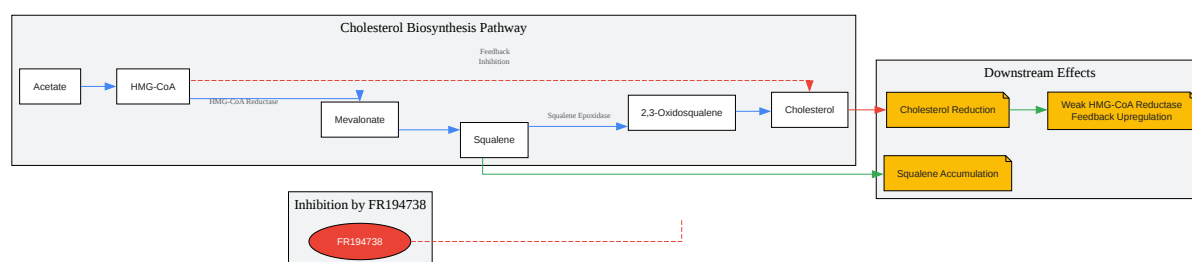 Cholesterol Biosynthesis Pathway
Feedback
Inhibition
Acetate
HMG-CoA
HMG-CoA Reductase
Mevalonate
Squalene
Squalene Epoxidase
2,3-Oxidosqualene
Cholesterol
Downstream Effects
Cholesterol Reduction
Weak HMG-CoA Reductase
Feedback Upregulation
Squalene Accumulation
Inhibition by FR194738
FR194738